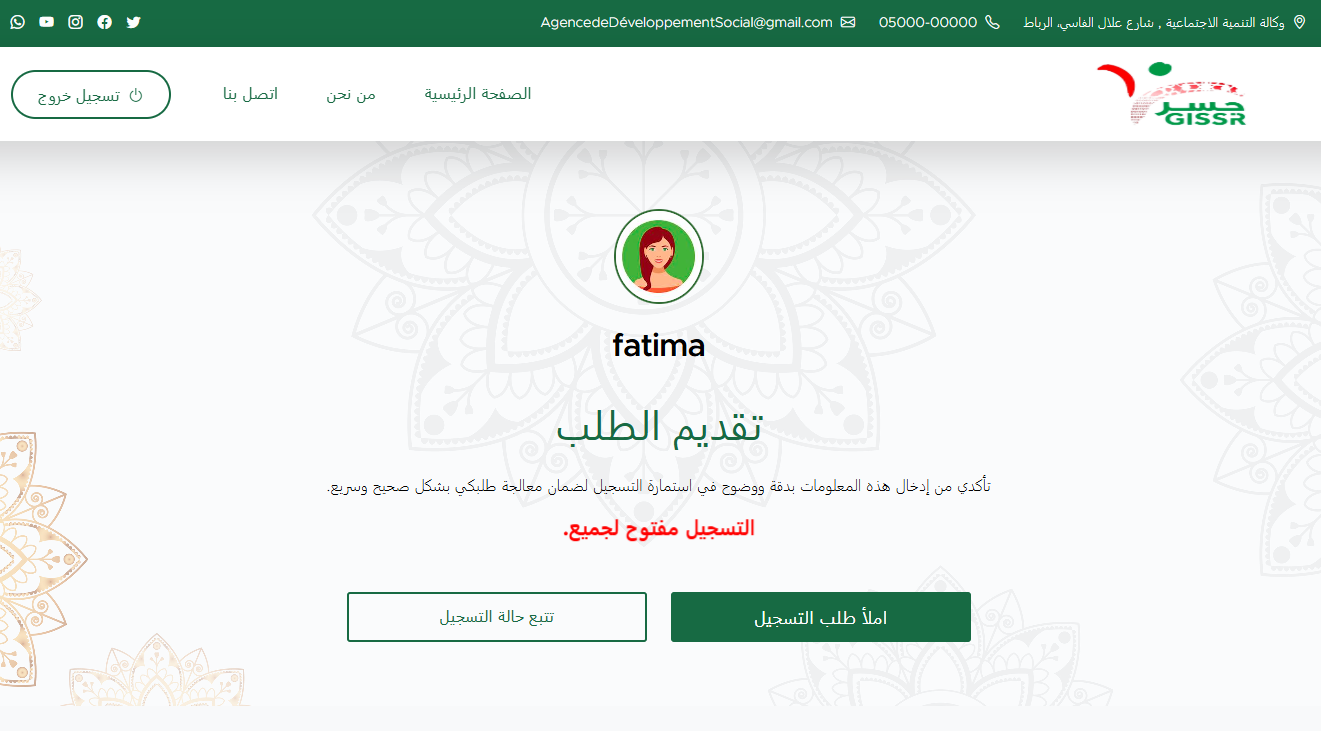 وكالة التنمية الاجتماعية , شارع علال الفاسي، الرباط
05000-00000
AgencedeDéveloppementSocial@gmail.com
جسر
GISSR
الصفحة الرئيسية
من نحن
اتصل بنا
تسجيل خروج
fatima
تقديم الطلب
تأكدي من إدخال هذه المعلومات بدقة ووضوح في استمارة التسجيل لضمان معالجة طلبكي بشكل صحيح وسريع.
التسجيل مفتوح لجميع.
املأ طلب التسجيل
تتبع حالة التسجيل